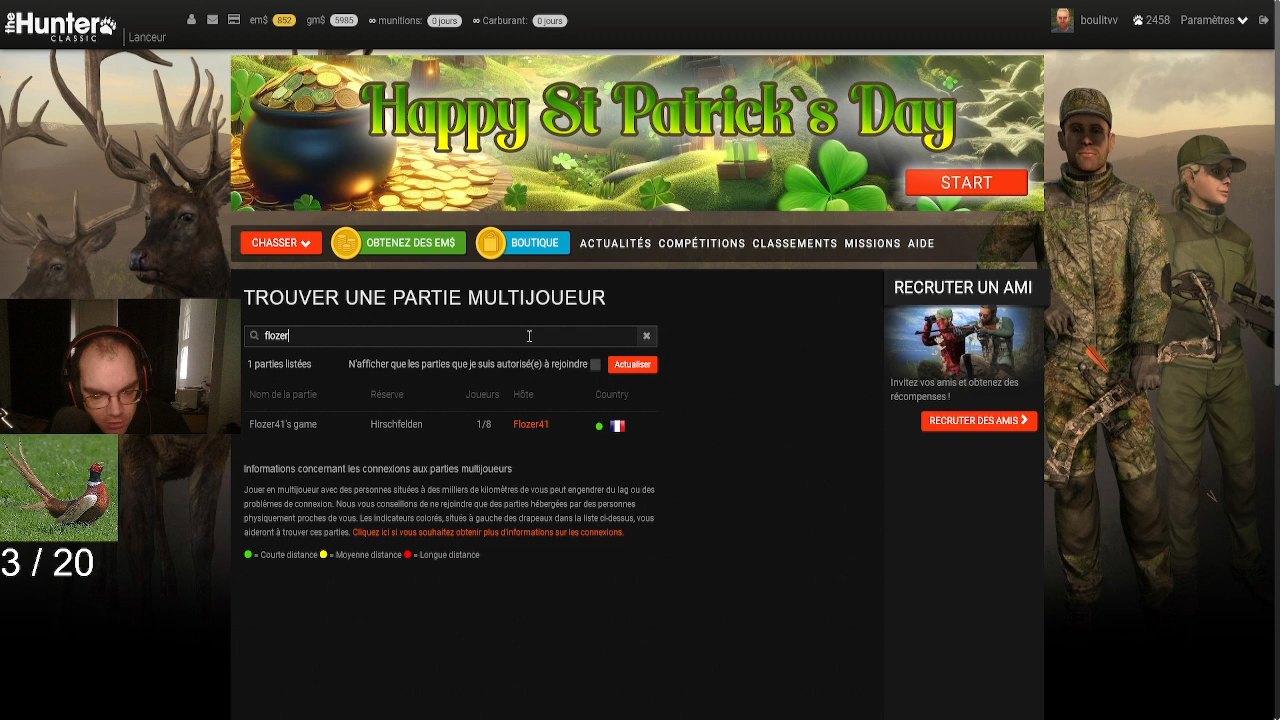 theHunter
CLASSIC
Lanceur
em$ 852 gm$ 5985 ∞ munitions: 0 jours ∞ Carburant: 0 jours
boulitvv 2458 Paramètres
Happy St Patrick`s Day
START
CHASSER OBTENEZ DES EM$ BOUTIQUE ACTUALITÉS COMPÉTITIONS CLASSEMENTS MISSIONS AIDE
TROUVER UNE PARTIE MULTIJOUEUR
flozer
1 parties listées N'afficher que les parties que je suis autorisé(e) à rejoindre Actualiser
Nom de la partie Réserve Joueurs Hôte Country
Flozer41's game Hirschfelden 1/8 Flozer41
Informations concernant les connexions aux parties multijoueurs
Jouer en multijoueur avec des personnes situées à des milliers de kilomètres de vous peut engendrer du lag ou des
problèmes de connexion. Nous vous conseillons de ne rejoindre que des parties hébergées par des personnes
physiquement proches de vous. Les indicateurs colorés, situés à gauche des drapeaux dans la liste ci-dessus, vous
aideront à trouver ces parties. Cliquez ici si vous souhaitez obtenir plus d'informations sur les connexions.
= Courte distance = Moyenne distance = Longue distance
RECRUTER UN AMI
Invitez vos amis et obtenez des
récompenses !
RECRUTER DES AMIS
3 / 20